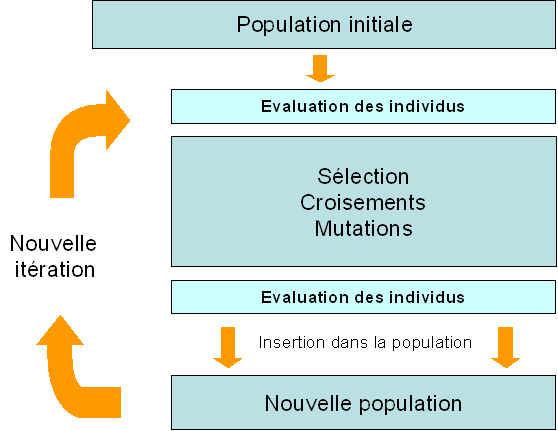 Population initiale
Evaluation des individus
Sélection
Croisements
Mutations
Nouvelle
itération
Evaluation des individus
Insertion dans la population
Nouvelle population